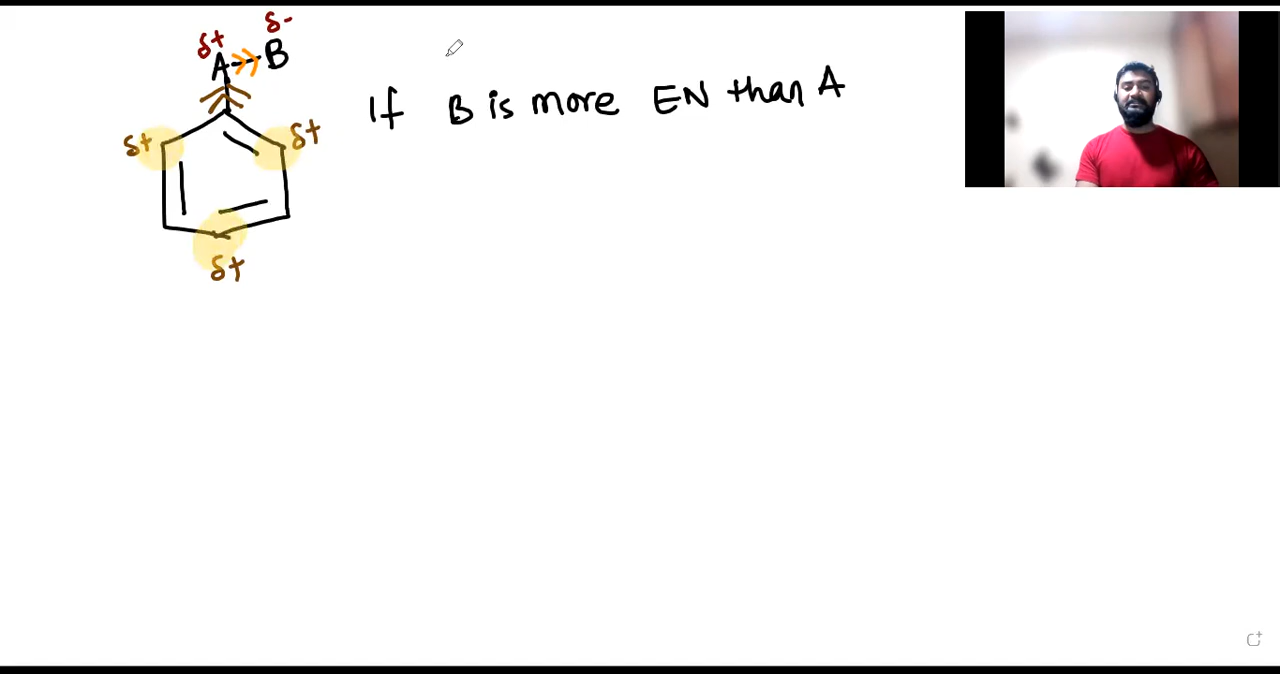 δ-
δ+
A B
If B is more EN than A
δ+ δ+
δ+